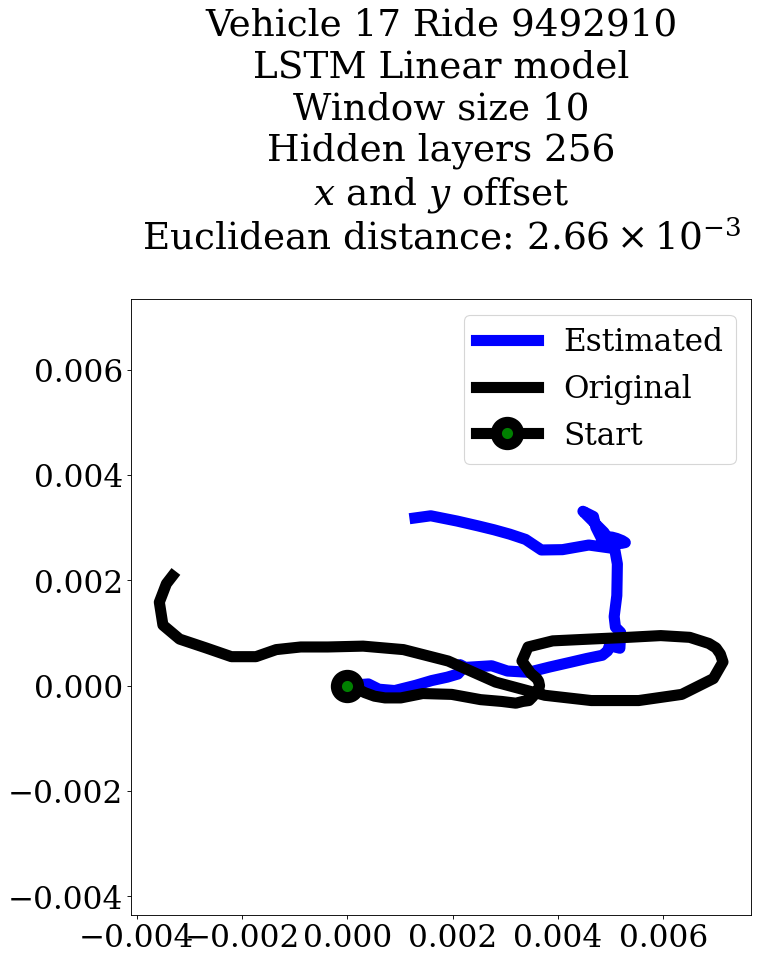 Vehicle 17 Ride 9492910
LSTM Linear model
Window size 10
Hidden layers 256
x and y offset
Euclidean distance: 2.66 × 10⁻³
Estimated
Original
Start
0.006
0.004
0.002
0.000
−0.002
−0.004
−0.004 −0.002 0.000 0.002 0.004 0.006